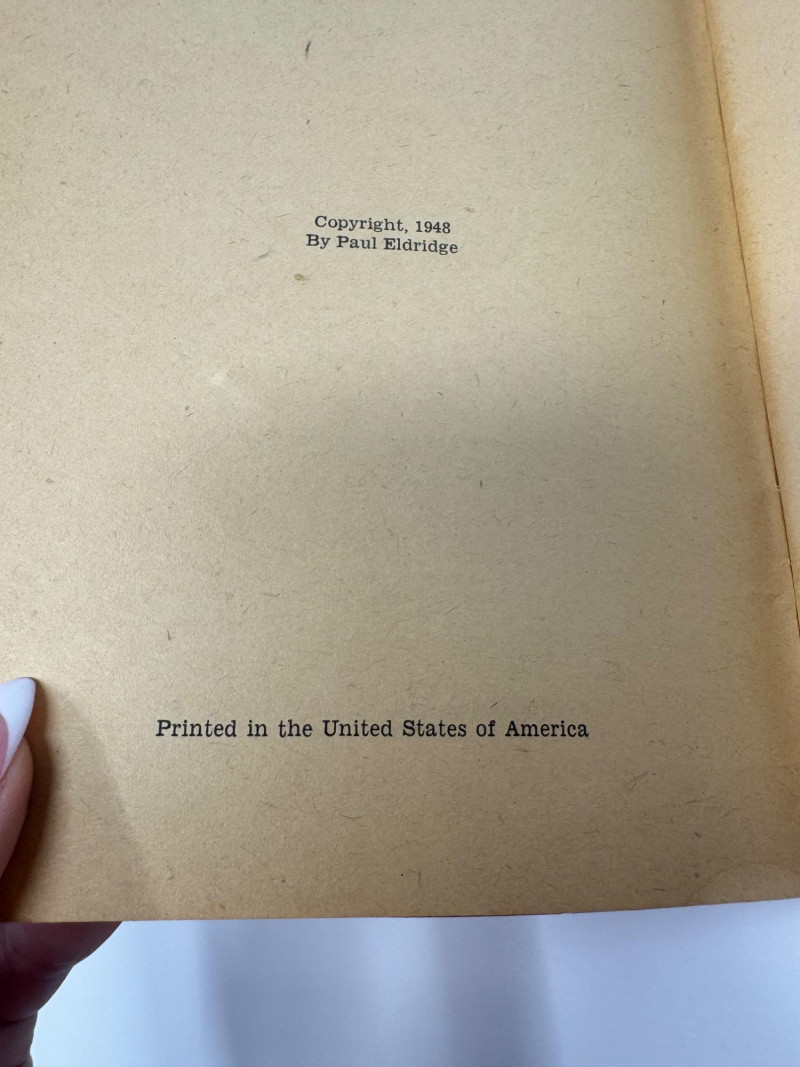 Copyright, 1948
By Paul Eldridge
Printed in the United States of America